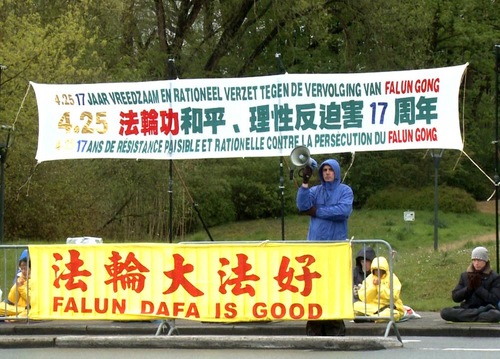 4.25 17 JAAR VREEDZAAM EN RATIONEEL VERZET TEGEN DE VERVOLGING VAN FALUN GONG
4.25 法輪功和平、理性反迫害 17 周年
4.25 17 ANS DE RÉSISTANCE PAISIBLE ET RATIONELLE CONTRE LA PERSECUTION DU FALUN GONG
法輪大法好
FALUN DAFA IS GOOD